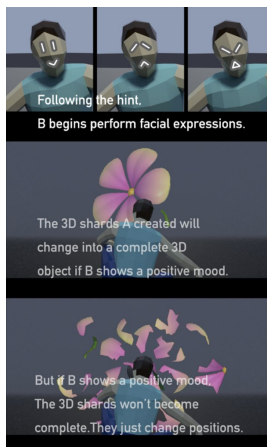 Following the hint,
B begins perform facial expressions.
The 3D shards A created will
change into a complete 3D
object if B shows a positive mood.
But if B shows a positive mood,
The 3D shards won't become
complete.They just change positions.